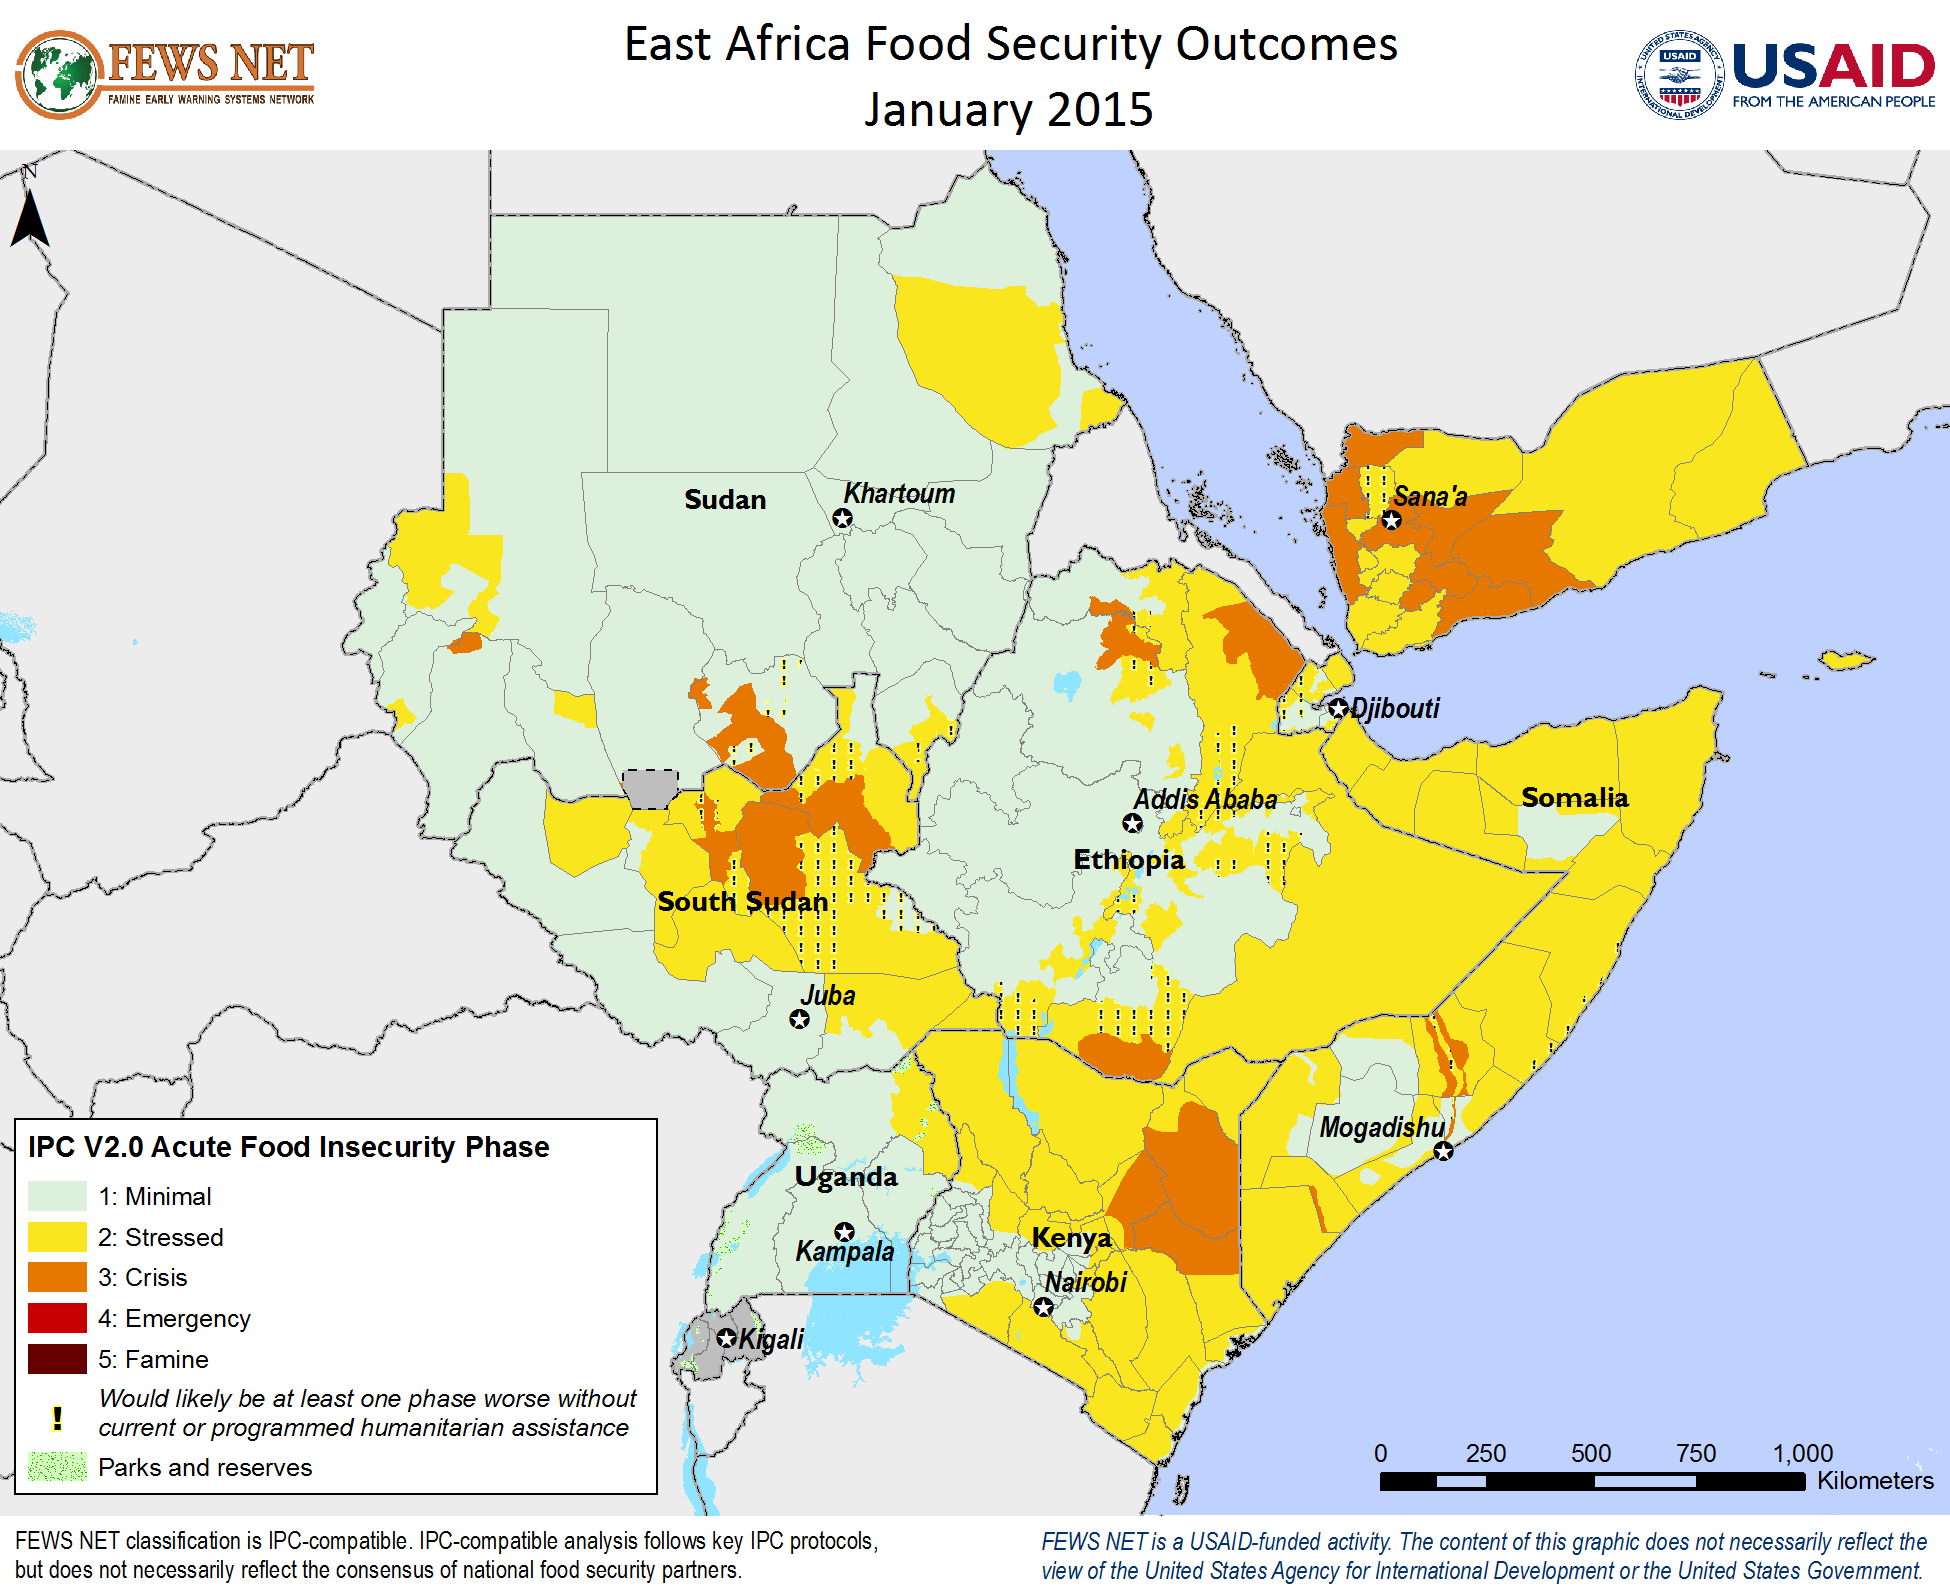 FEWS NET
FAMINE EARLY WARNING SYSTEMS NETWORK
East Africa Food Security Outcomes
January 2015
UNITED STATES AGENCY
USAID
INTERNATIONAL DEVELOPMENT
USAID
FROM THE AMERICAN PEOPLE
N
Sudan
Khartoum
Sana'a
Djibouti
Addis Ababa
Somalia
Ethiopia
South Sudan
Juba
Mogadishu
Uganda
Kampala
Kenya
Nairobi
Kigali
IPC V2.0 Acute Food Insecurity Phase
1: Minimal
2: Stressed
3: Crisis
4: Emergency
5: Famine
! Would likely be at least one phase worse without
current or programmed humanitarian assistance
Parks and reserves
0 250 500 750 1,000
Kilometers
FEWS NET classification is IPC-compatible. IPC-compatible analysis follows key IPC protocols,
but does not necessarily reflect the consensus of national food security partners.
FEWS NET is a USAID-funded activity. The content of this graphic does not necessarily reflect the
view of the United States Agency for International Development or the United States Government.